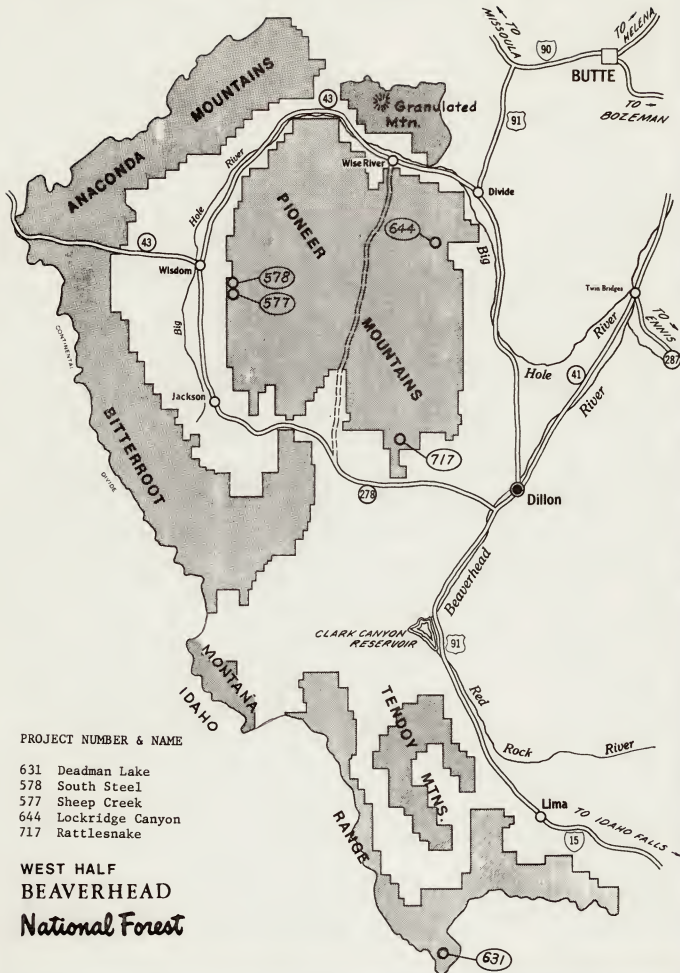 TO MISSOULA
TO HELENA
90
BUTTE
TO BOZEMAN
91
ANACONDA MOUNTAINS
43
Granulated
Mtn.
Wise River
Divide
Hole River
PIONEER
MOUNTAINS
644
Big
43
Wisdom
578
577
Twin Bridges
TO ENNIS
287
Big
Hole
River
41
River
CONTINENTAL
DIVIDE
BITTERROOT
Jackson
717
278
Dillon
Beaverhead
CLARK CANYON
RESERVOIR
91
MONTANA
IDAHO
TENDOY
MTNS.
Red
Rock
River
RANGE
Lima
TO IDAHO FALLS
15
631
PROJECT NUMBER & NAME
631 Deadman Lake
578 South Steel
577 Sheep Creek
644 Lockridge Canyon
717 Rattlesnake
WEST HALF
BEAVERHEAD
National Forest